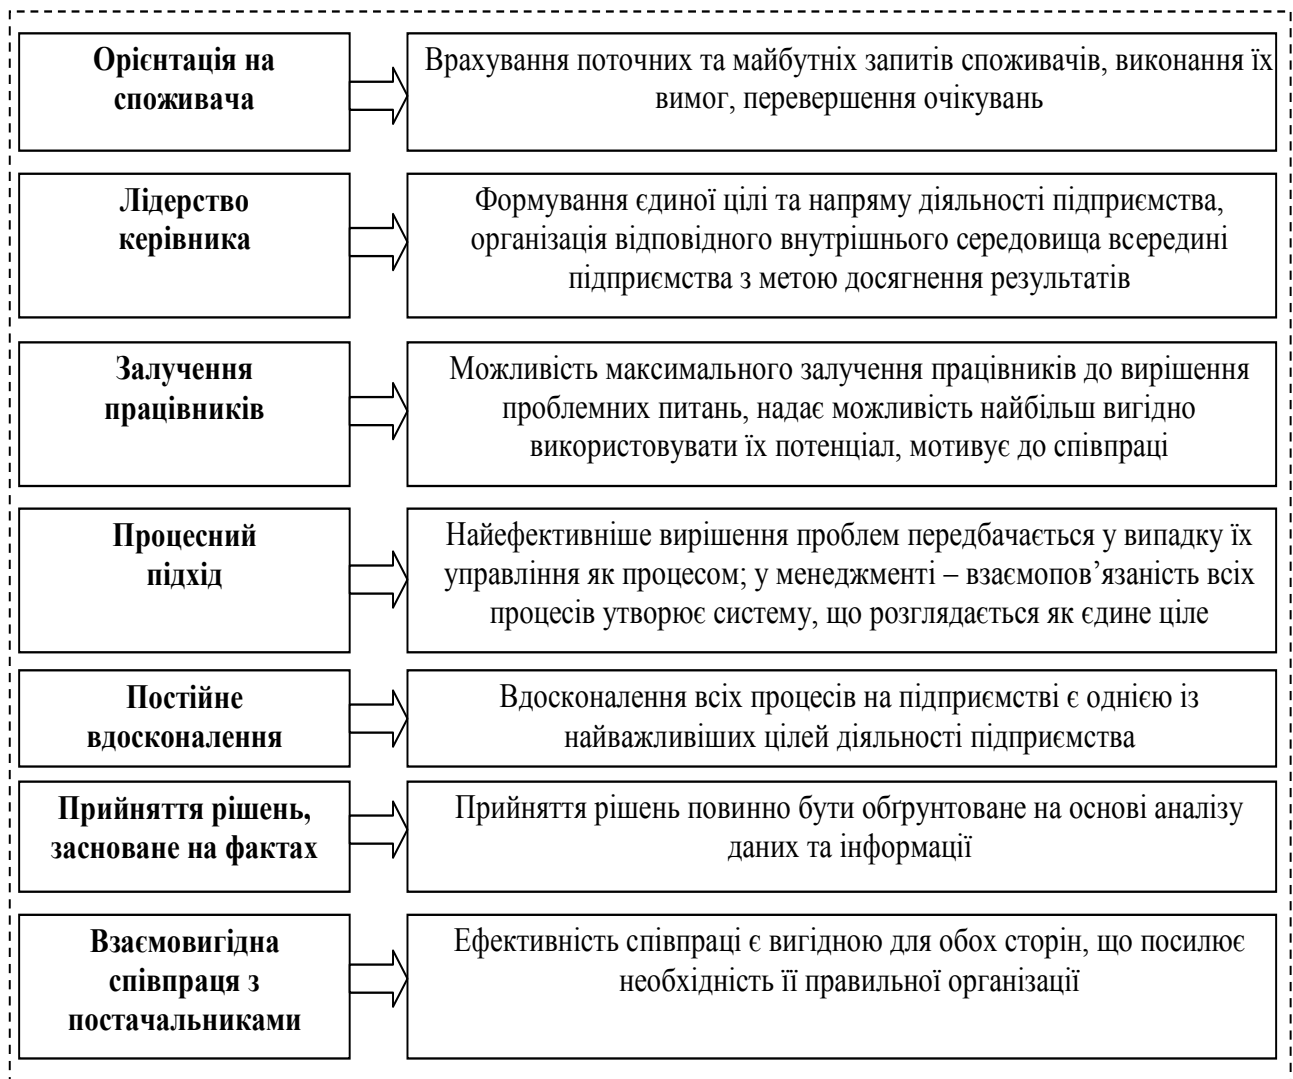 Орієнтація на
споживача
Врахування поточних та майбутніх запитів споживачів, виконання їх
вимог, перевершення очікувань
Лідерство
керівника
Формування єдиної цілі та напряму діяльності підприємства,
організація відповідного внутрішнього середовища всередині
підприємства з метою досягнення результатів
Залучення
працівників
Можливість максимального залучення працівників до вирішення
проблемних питань, надає можливість найбільш вигідно
використовувати їх потенціал, мотивує до співпраці
Процесний
підхід
Найефективніше вирішення проблем передбачається у випадку їх
управління як процесом; у менеджменті – взаємопов’язаність всіх
процесів утворює систему, що розглядається як єдине ціле
Постійне
вдосконалення
Вдосконалення всіх процесів на підприємстві є однією із
найважливіших цілей діяльності підприємства
Прийняття рішень,
засноване на фактах
Прийняття рішень повинно бути обґрунтоване на основі аналізу
даних та інформації
Взаємовигідна
співпраця з
постачальниками
Ефективність співпраці є вигідною для обох сторін, що посилює
необхідність її правильної організації